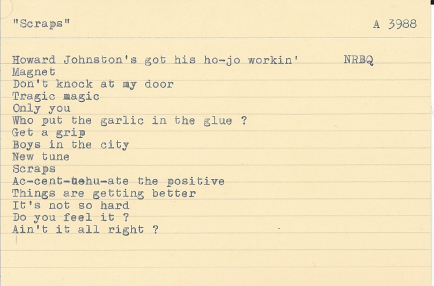 "Scraps" A 3988
Howard Johnston's got his ho-jo workin' NRBQ
Magnet
Don't knock at my door
Tragic magic
Only you
Who put the garlic in the glue ?
Get a grip
Boys in the city
New tune
Scraps
Ac-cent-tchu-ate the positive
Things are getting better
It's not so hard
Do you feel it ?
Ain't it all right ?